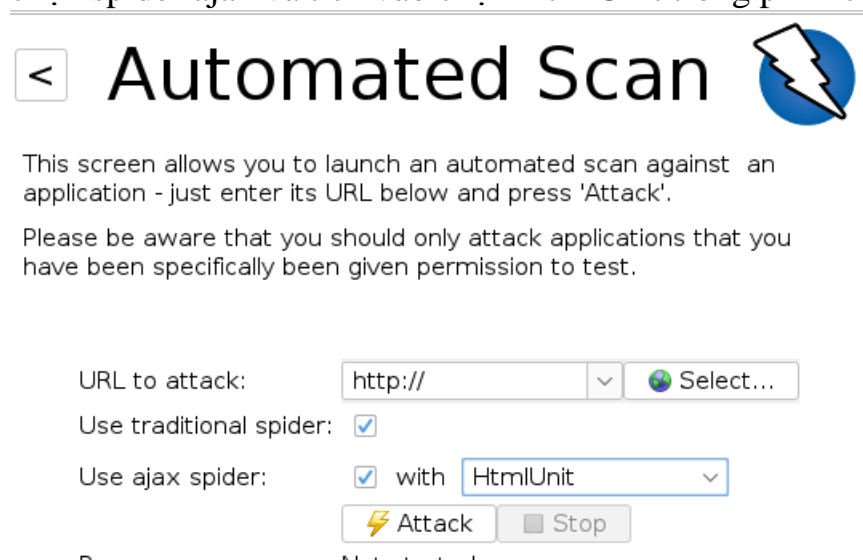 < Automated Scan
This screen allows you to launch an automated scan against an
application - just enter its URL below and press 'Attack'.
Please be aware that you should only attack applications that you
have been specifically been given permission to test.
URL to attack: http:// Select...
Use traditional spider:
Use ajax spider: with HtmlUnit
Attack Stop